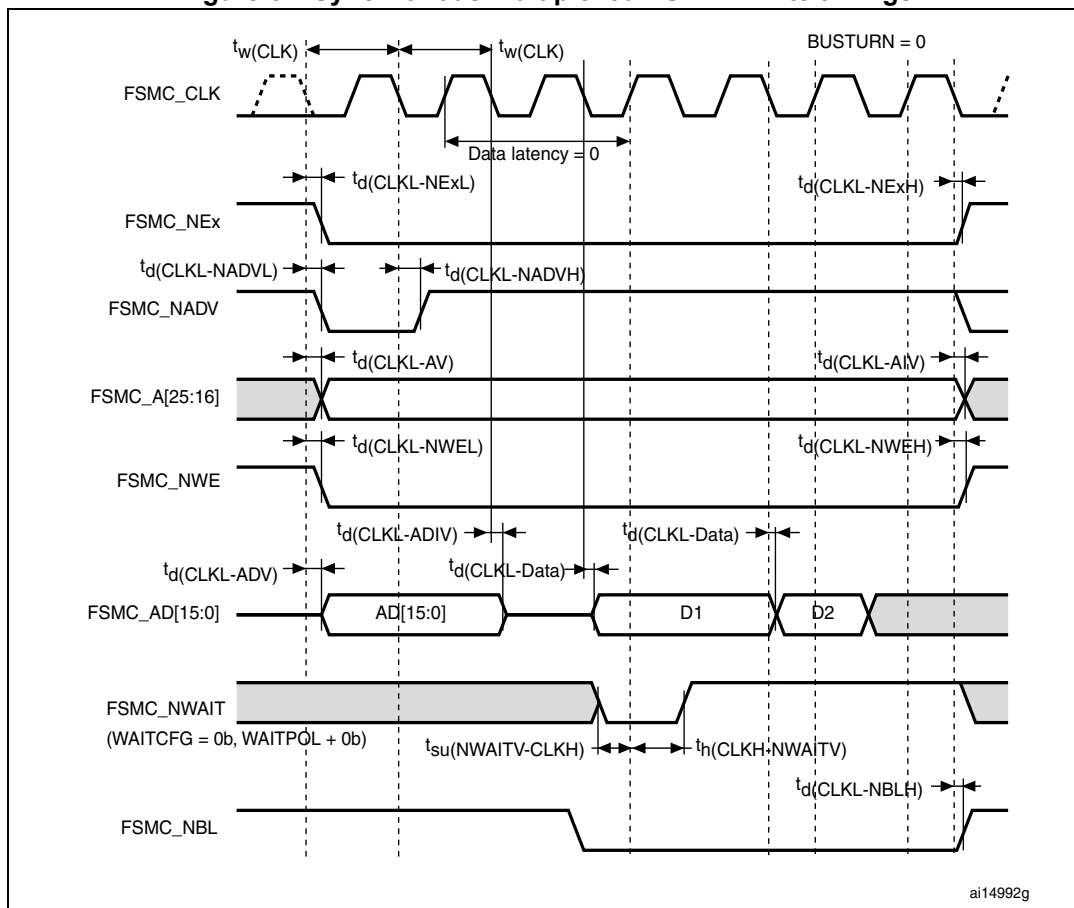 tw(CLK)
tw(CLK)
BUSTURN = 0
FSMC_CLK
Data latency = 0
td(CLKL-NExL)
td(CLKL-NExH)
FSMC_NEx
td(CLKL-NADVL)
td(CLKL-NADVH)
FSMC_NADV
td(CLKL-AV)
td(CLKL-AIV)
FSMC_A[25:16]
td(CLKL-NWEL)
td(CLKL-NWEH)
FSMC_NWE
td(CLKL-ADIV)
td(CLKL-Data)
td(CLKL-ADV)
td(CLKL-Data)
FSMC_AD[15:0]
AD[15:0]
D1
D2
FSMC_NWAIT
(WAITCFG = 0b, WAITPOL + 0b)
tsu(NWAITV-CLKH)
th(CLKH-NWAITV)
td(CLKL-NBLH)
FSMC_NBL
ai14992g